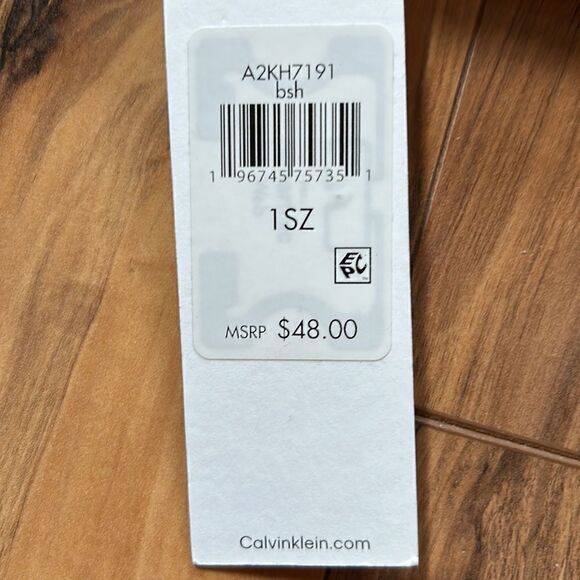 A2KH7191
bsh
1 96745 75735 1
1SZ
EPC
MSRP $48.00
Calvinklein.com